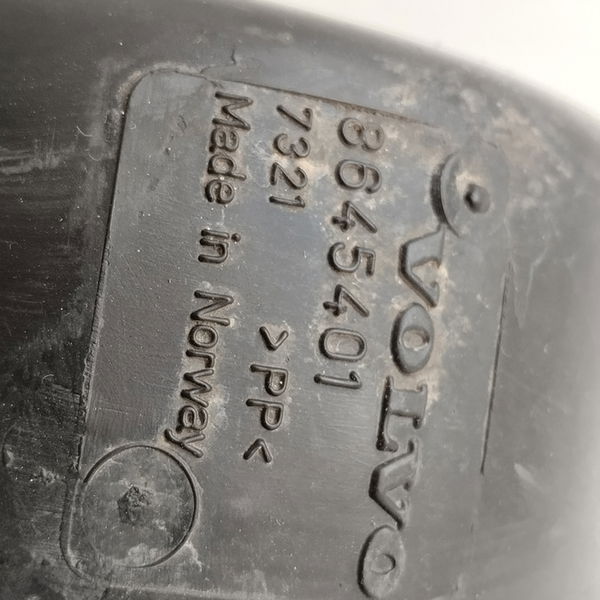 VOLVO
8645401
7321 >PP<
Made in Norway